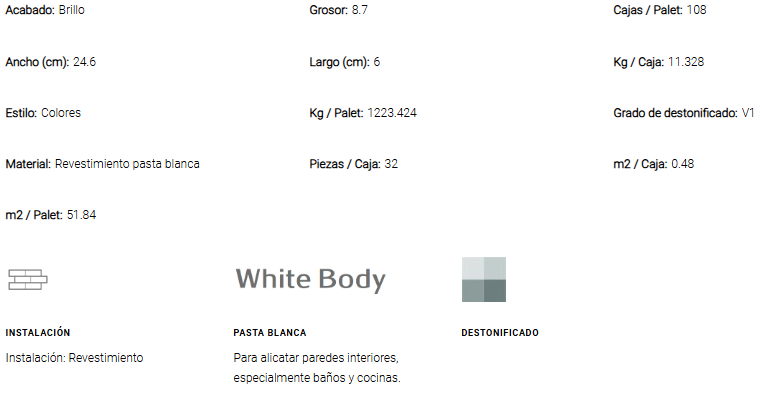 Acabado: Brillo
Grosor: 8.7
Cajas / Palet: 108
Ancho (cm): 24.6
Largo (cm): 6
Kg / Caja: 11.328
Estilo: Colores
Kg / Palet: 1223.424
Grado de destonificado: V1
Material: Revestimiento pasta blanca
Piezas / Caja: 32
m2 / Caja: 0.48
m2 / Palet: 51.84
White Body
INSTALACIÓN
PASTA BLANCA
DESTONIFICADO
Instalación: Revestimiento
Para alicatar paredes interiores,
especialmente baños y cocinas.